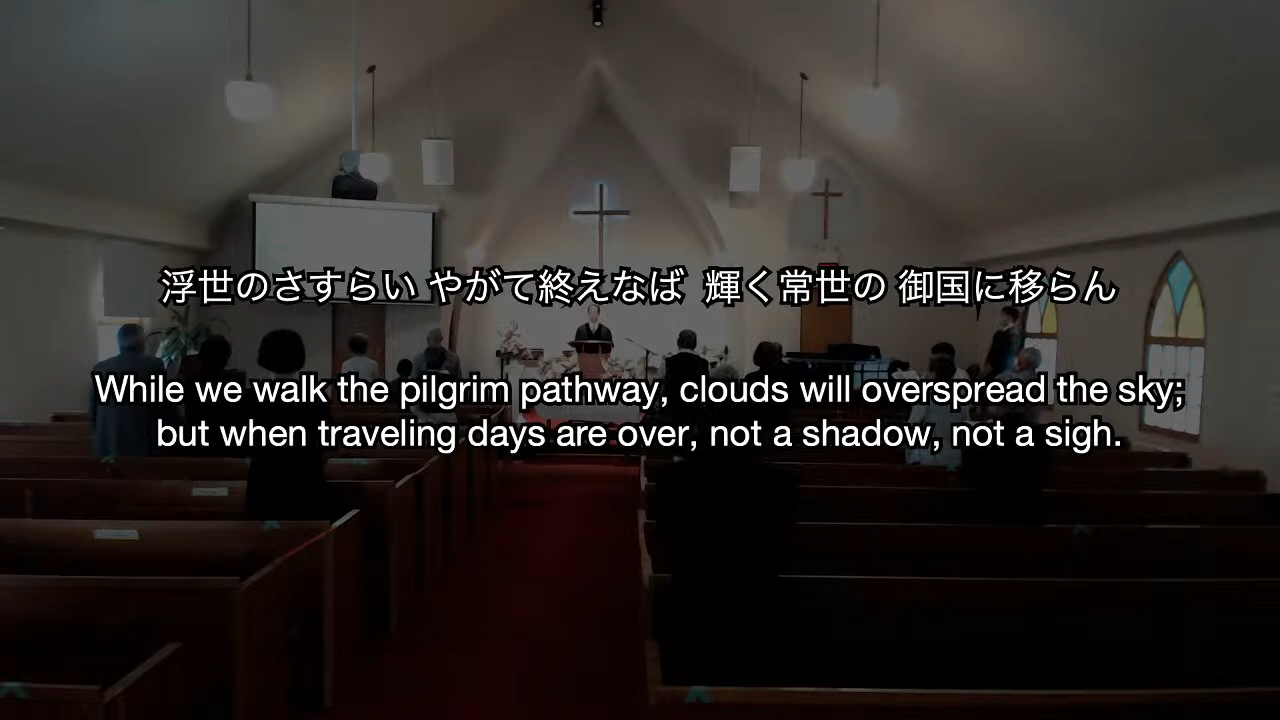 浮世のさすらい やがて終えなば 輝く常世の 御国に移らん
While we walk the pilgrim pathway, clouds will overspread the sky;
but when traveling days are over, not a shadow, not a sigh.